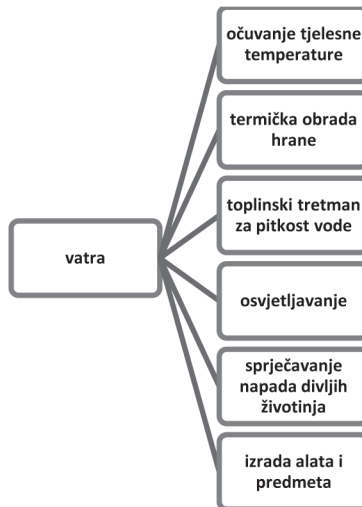 očuvanje tjelesne
temperature
termička obrada
hrane
toplinski tretman
za pitkost vode
vatra
osvjetljavanje
sprječavanje
napada divljih
životinja
izrada alata i
predmeta